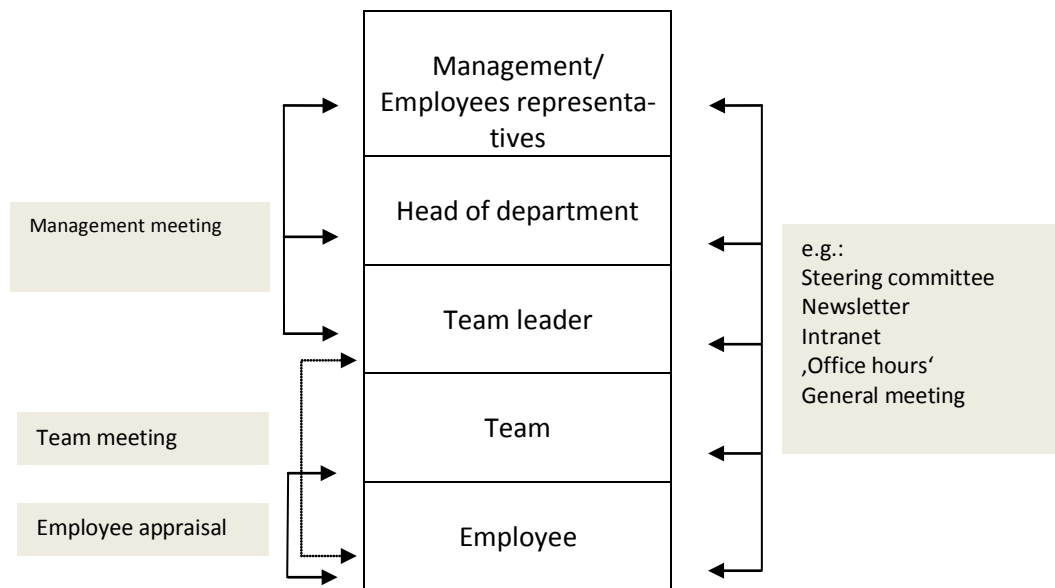 Management/
Employees representa-
tives
Head of department
Management meeting
e.g.:
Steering committee
Newsletter
Intranet
‚Office hours‘
General meeting
Team leader
Team
Team meeting
Employee appraisal
Employee